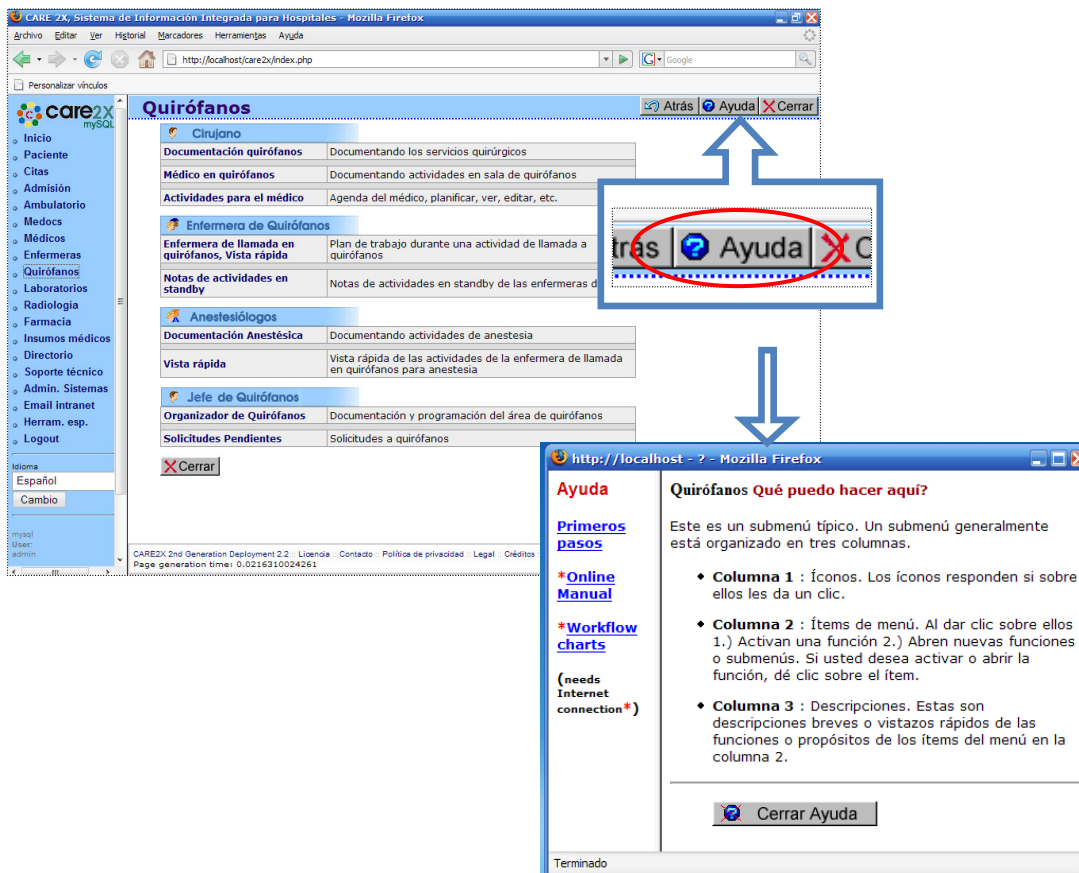 CARE 2X, Sistema de Información Integrada para Hospitales - Mozilla Firefox
Archivo Editar Ver Historial Marcadores Herramientas Ayuda
http://localhost/care2x/index.php
Google
Personalizar vínculos
care2x
mySQL
Inicio
Paciente
Citas
Admisión
Ambulatorio
Medocs
Médicos
Enfermeras
Quirófanos
Laboratorios
Radiología
Farmacia
Insumos médicos
Directorio
Soporte técnico
Admin. Sistemas
Email intranet
Herram. esp.
Logout
Idioma
Español
Cambio
mysql
User:
admin
Quirófanos
Atrás Ayuda Cerrar
Cirujano
Documentación quirófanos Documentando los servicios quirúrgicos
Médico en quirófanos Documentando actividades en sala de quirófanos
Actividades para el médico Agenda del médico, planificar, ver, editar, etc.
Enfermera de Quirófanos
Enfermera de llamada en quirófanos, Vista rápida Plan de trabajo durante una actividad de llamada a quirófanos
Notas de actividades en standby Notas de actividades en standby de las enfermeras d
Anestesiólogos
Documentación Anestésica Documentando actividades de anestesia
Vista rápida Vista rápida de las actividades de la enfermera de llamada en quirófanos para anestesia
Jefe de Quirófanos
Organizador de Quirófanos Documentación y programación del área de quirófanos
Solicitudes Pendientes Solicitudes a quirófanos
Cerrar
CARE2X 2nd Generation Deployment 2.2 :: Licencia :: Contacto :: Política de privacidad :: Legal :: Créditos
Page generation time: 0.0216310024261
trás Ayuda C
http://localhost - ? - Mozilla Firefox
Ayuda
Primeros
pasos
*Online
Manual
*Workflow
charts
(needs
Internet
connection*)
Quirófanos Qué puedo hacer aquí?
Este es un submenú típico. Un submenú generalmente
está organizado en tres columnas.
Columna 1 : Íconos. Los íconos responden si sobre
ellos les da un clic.
Columna 2 : Ítems de menú. Al dar clic sobre ellos
1.) Activan una función 2.) Abren nuevas funciones
o submenús. Si usted desea activar o abrir la
función, dé clic sobre el ítem.
Columna 3 : Descripciones. Estas son
descripciones breves o vistazos rápidos de las
funciones o propósitos de los ítems del menú en la
columna 2.
Cerrar Ayuda
Terminado